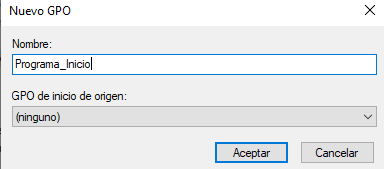 Nuevo GPO
Nombre:
Programa_Inicio
GPO de inicio de origen:
(ninguno)
Aceptar
Cancelar